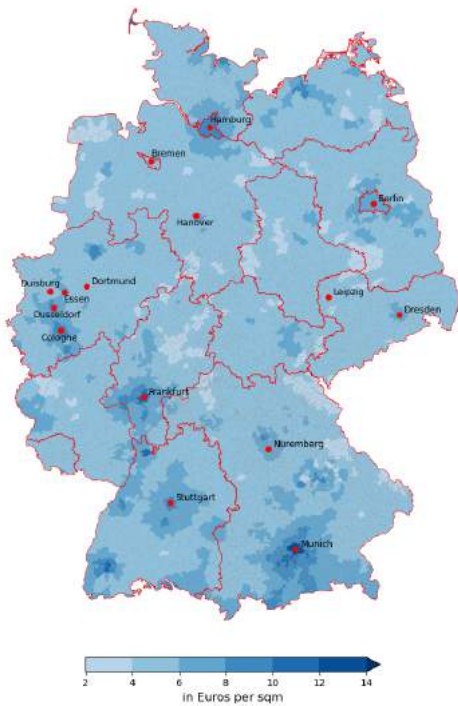 Hamburg
Bremen
Berlin
Hanover
Duisburg
Dortmund
Essen
Leipzig
Dusseldorf
Dresden
Cologne
Frankfurt
Nuremberg
Stuttgart
Munich
2 4 6 8 10 12 14
in Euros per sqm